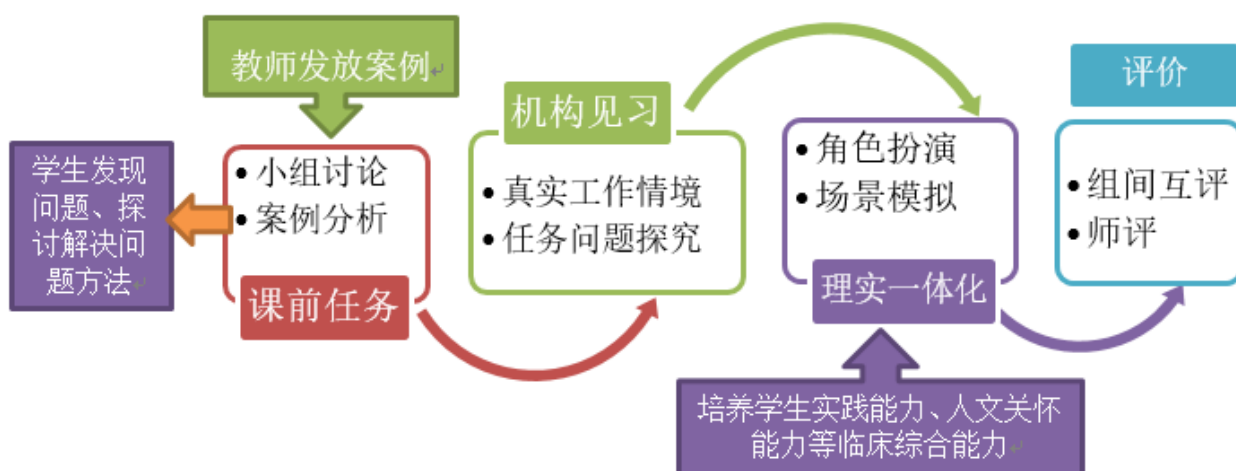 教师发放案例
学生发现
问题、探
讨解决问
题方法
• 小组讨论
• 案例分析
课前任务
机构见习
• 真实工作情境
• 任务问题探究
• 角色扮演
• 场景模拟
理实一体化
培养学生实践能力、人文关怀
能力等临床综合能力
评价
• 组间互评
• 师评